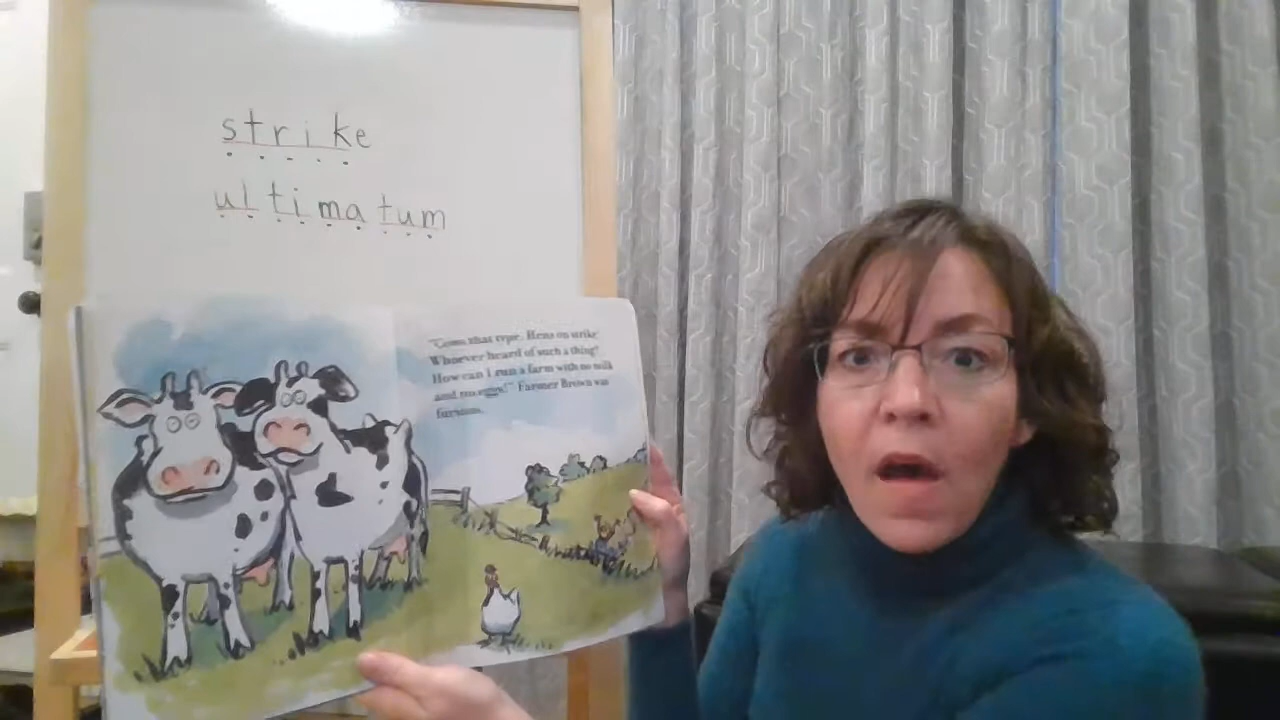 strike
ultimatum
"Cows that type. Hens on strike!
Whoever heard of such a thing?
How can I run a farm with no milk
and no eggs!" Farmer Brown was
furious.